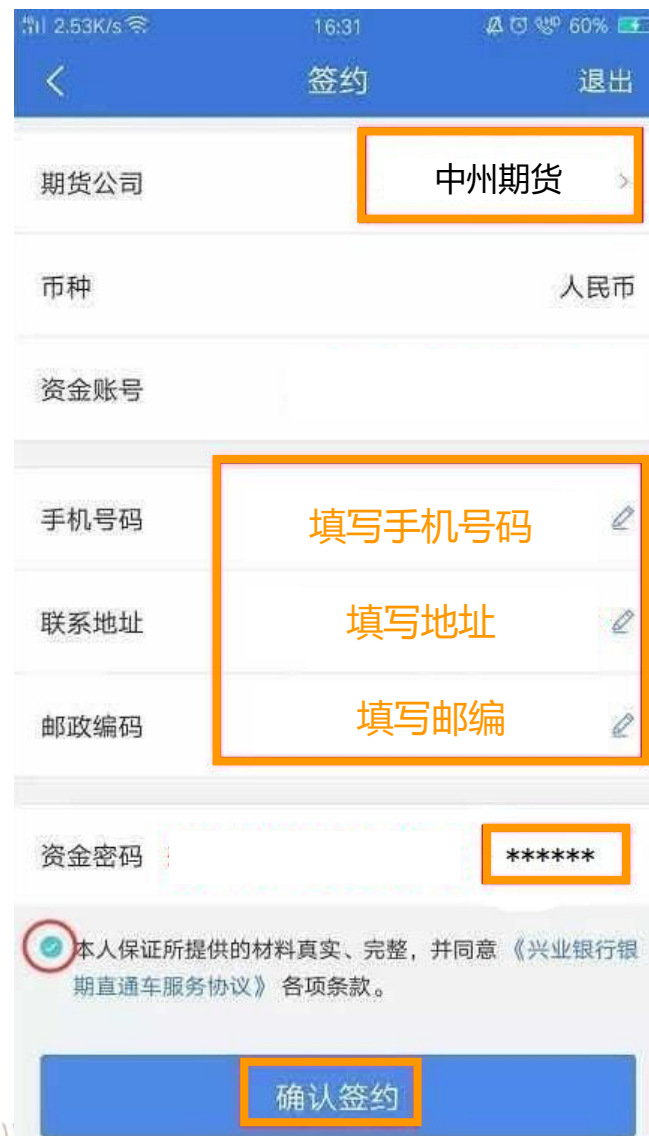 2.53K/s 16:31 60%
签约 退出
期货公司 中州期货
币种 人民币
资金账号
手机号码 填写手机号码
联系地址 填写地址
邮政编码 填写邮编
资金密码 ******
本人保证所提供的材料真实、完整，并同意《兴业银行银
期直通车服务协议》各项条款。
确认签约